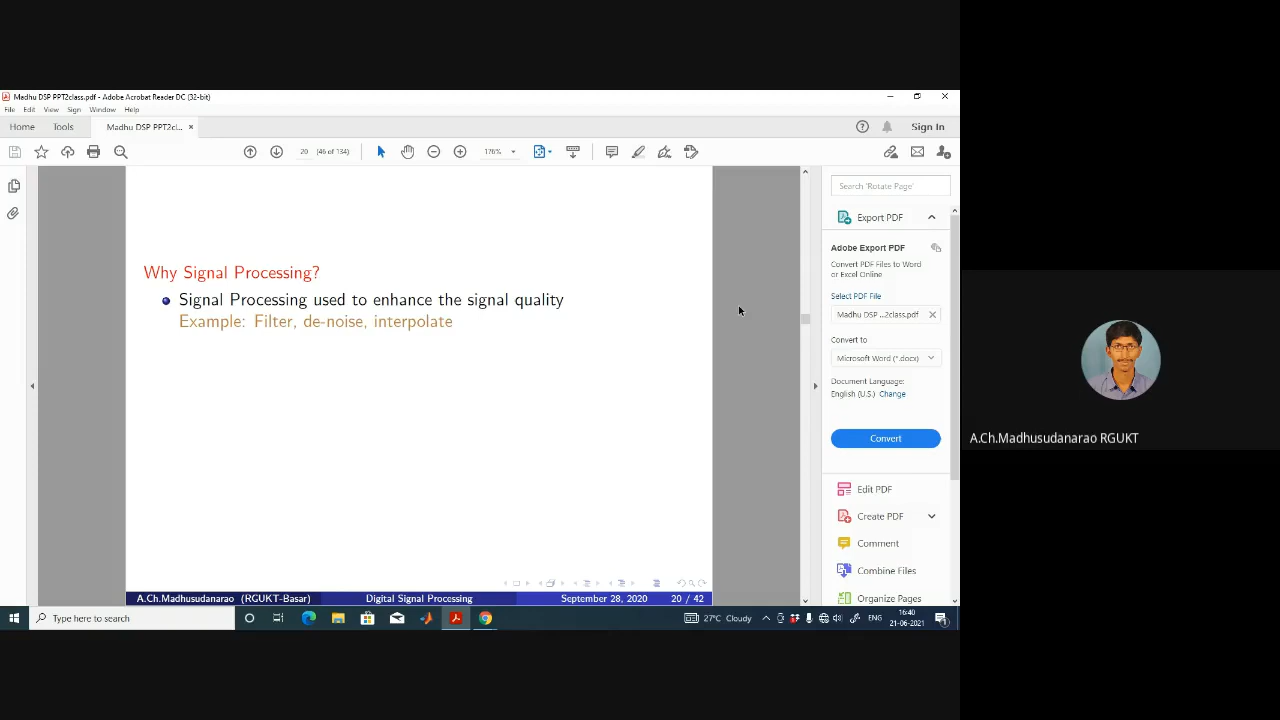 Madhu DSP PPT2class.pdf - Adobe Acrobat Reader DC (32-bit)
File Edit View Sign Window Help
Home Tools Madhu DSP PPT2cl... × Sign In
20 (46 of 134) 176%
Search 'Rotate Page'
Export PDF
Adobe Export PDF
Convert PDF Files to Word
or Excel Online
Select PDF File
Madhu DSP ...2class.pdf
Convert to
Microsoft Word (*.docx)
Document Language:
English (U.S.) Change
Convert
Edit PDF
Create PDF
Comment
Combine Files
Organize Pages
Why Signal Processing?
Signal Processing used to enhance the signal quality
Example: Filter, de-noise, interpolate
A.Ch.Madhusudanarao (RGUKT-Basar) Digital Signal Processing September 28, 2020 20 / 42
Type here to search
27°C Cloudy ENG 16:40
21-06-2021
A.Ch.Madhusudanarao RGUKT